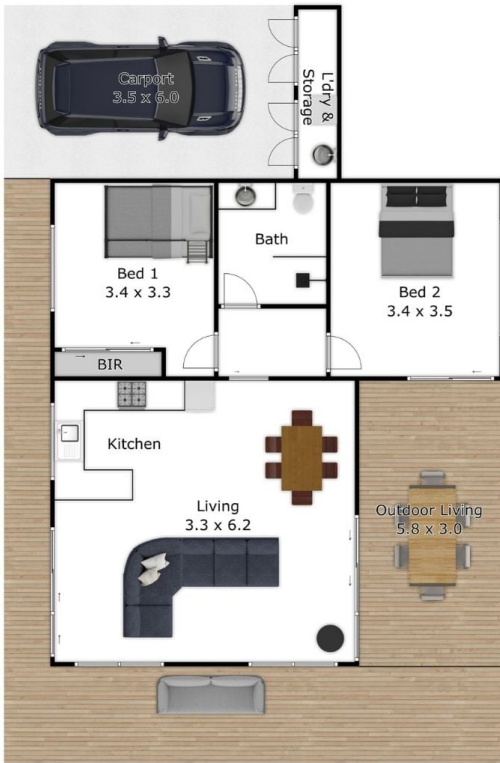 Carport
3.5 x 6.0
L'dry &
Storage
Bath
Bed 1
3.4 x 3.3
Bed 2
3.4 x 3.5
BIR
Kitchen
Living
3.3 x 6.2
Outdoor Living
5.8 x 3.0